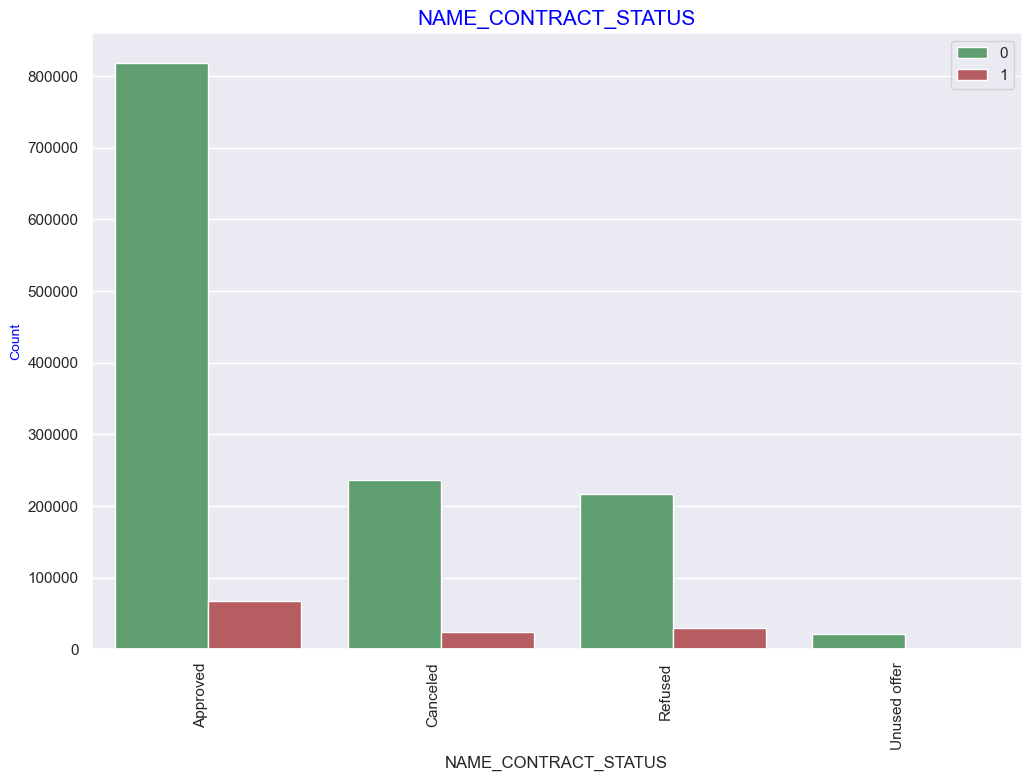 NAME_CONTRACT_STATUS
0
1
800000
700000
600000
500000
400000
300000
200000
100000
0
Count
Approved
Canceled
Refused
Unused offer
NAME_CONTRACT_STATUS